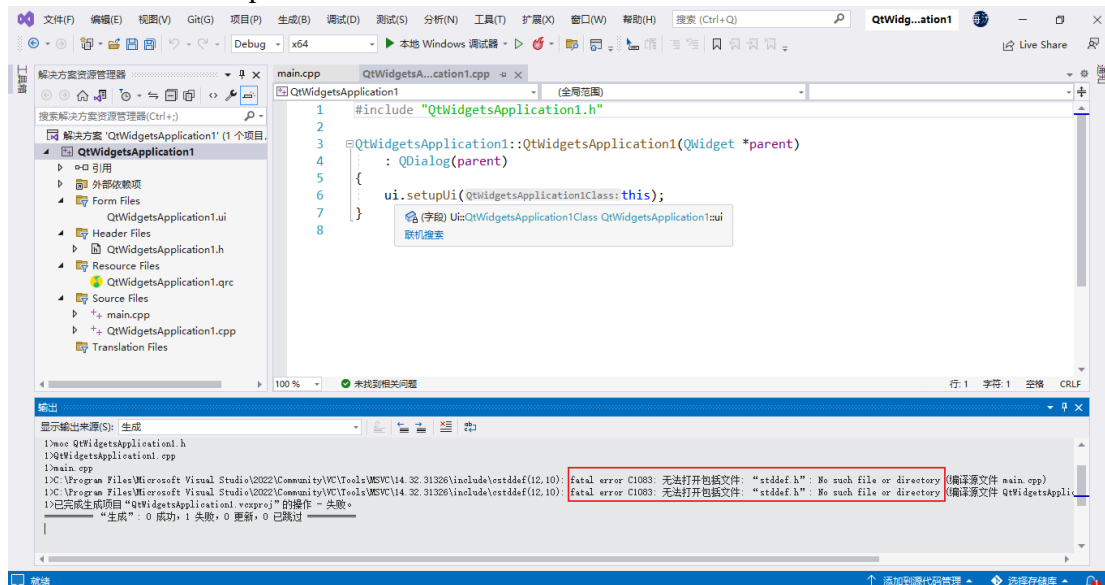 文件(F) 编辑(E) 视图(V) Git(G) 项目(P) 生成(B) 调试(D) 测试(S) 分析(N) 工具(T) 扩展(X) 窗口(W) 帮助(H) 搜索 (Ctrl+Q) QtWidg...ation1
Debug x64 本地 Windows 调试器 Live Share
工具箱
解决方案资源管理器
搜索解决方案资源管理器(Ctrl+;)
解决方案 'QtWidgetsApplication1' (1 个项目,
QtWidgetsApplication1
引用
外部依赖项
Form Files
QtWidgetsApplication1.ui
Header Files
QtWidgetsApplication1.h
Resource Files
QtWidgetsApplication1.qrc
Source Files
main.cpp
QtWidgetsApplication1.cpp
Translation Files
main.cpp QtWidgetsA...cation1.cpp
QtWidgetsApplication1 (全局范围)
1 #include "QtWidgetsApplication1.h"
2
3 QtWidgetsApplication1::QtWidgetsApplication1(QWidget *parent)
4 : QDialog(parent)
5 {
6 ui.setupUi(QtWidgetsApplication1Class:this);
7 }
8
(字段) Ui::QtWidgetsApplication1Class QtWidgetsApplication1::ui
联机搜索
100 % 未找到相关问题 行: 1 字符: 1 空格 CRLF
输出
显示输出来源(S): 生成
1>moc QtWidgetsApplication1.h
1>QtWidgetsApplication1.cpp
1>main.cpp
1>C:\Program Files\Microsoft Visual Studio\2022\Community\VC\Tools\MSVC\14.32.31326\include\cstddef(12,10): fatal error C1083: 无法打开包括文件: “stddef.h”: No such file or directory (编译源文件 main.cpp)
1>C:\Program Files\Microsoft Visual Studio\2022\Community\VC\Tools\MSVC\14.32.31326\include\cstddef(12,10): fatal error C1083: 无法打开包括文件: “stddef.h”: No such file or directory (编译源文件 QtWidgetsAppli
1>已完成生成项目“QtWidgetsApplication1.vcxproj”的操作 - 失败。
========== “生成”: 0 成功，1 失败，0 更新，0 已跳过 ==========
就绪 添加到源代码管理 选择存储库